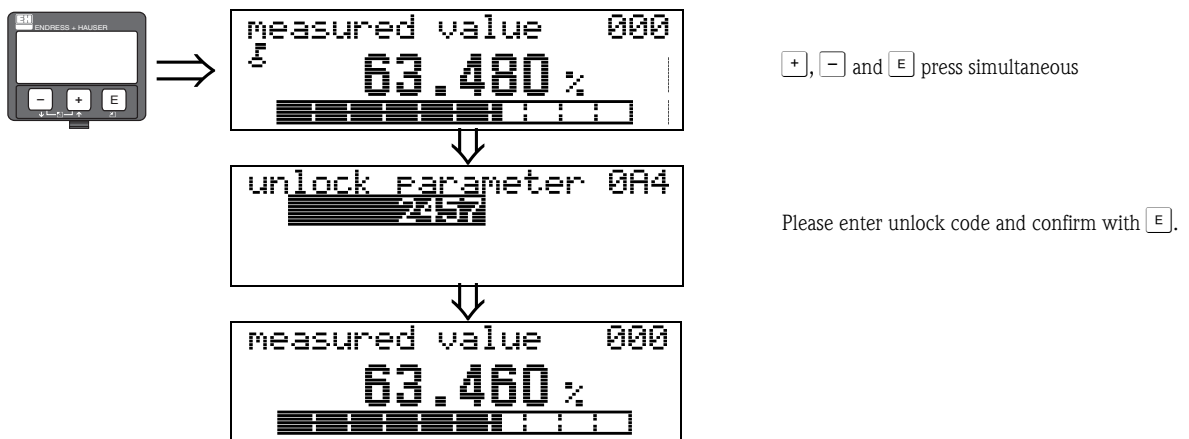 EH
ENDRESS + HAUSER
- + E
measured value 000
63.480 %
+, - and E press simultaneous
unlock parameter 0A4
2457
Please enter unlock code and confirm with E.
measured value 000
63.460 %